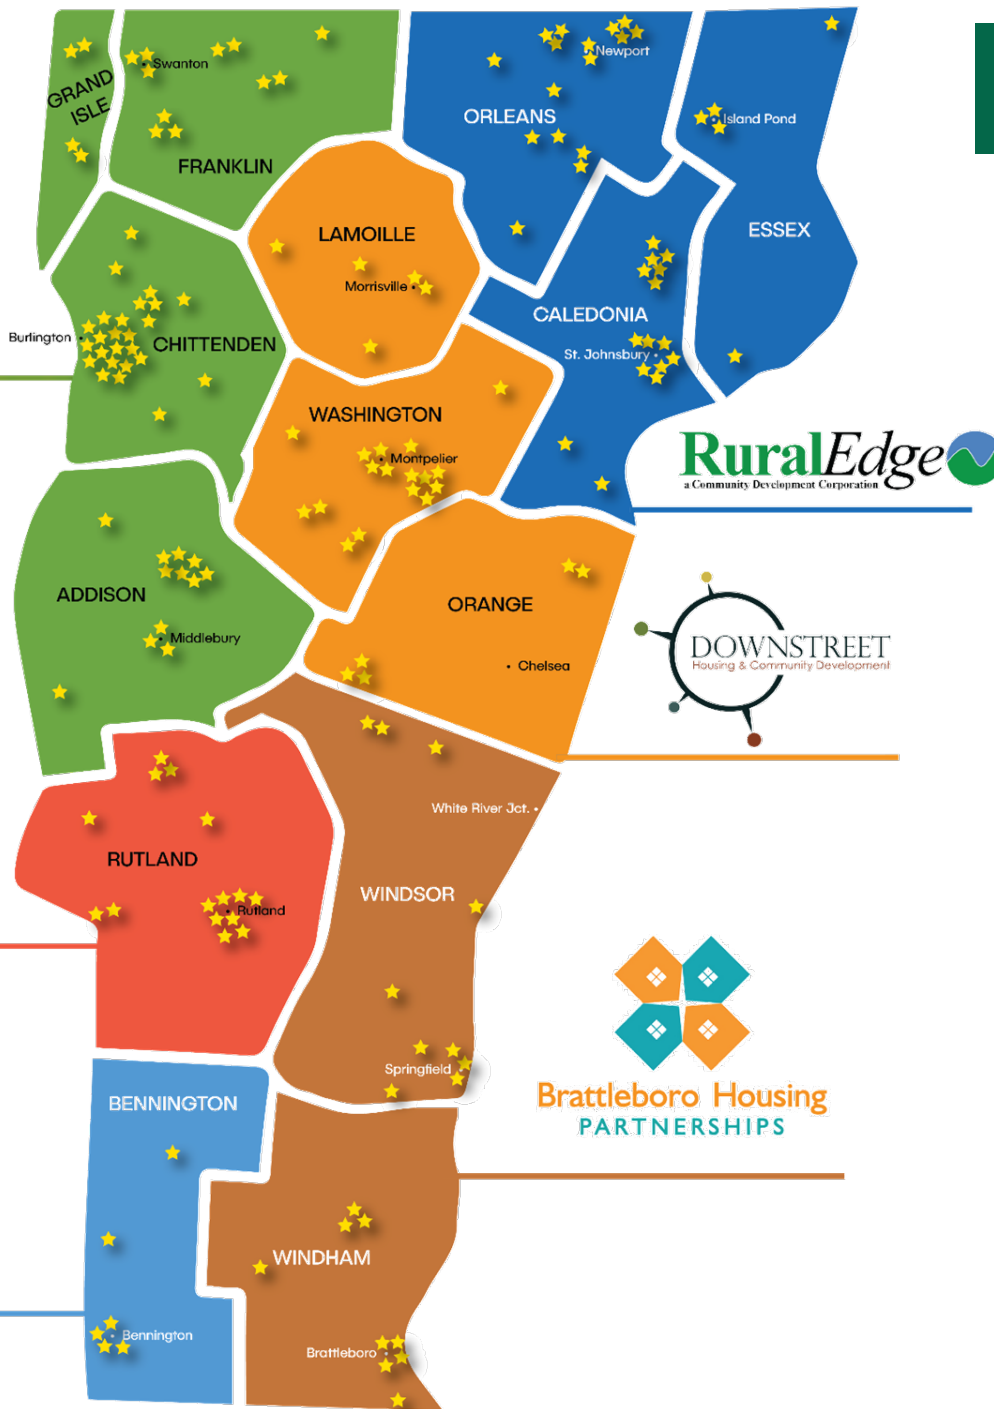 GRAND
ISLE
Swanton
FRANKLIN
Newport
ORLEANS
Island Pond
ESSEX
LAMOILLE
Morrisville
CALEDONIA
St. Johnsbury
Burlington
CHITTENDEN
WASHINGTON
Montpelier
RuralEdge
a Community Development Corporation
ADDISON
Middlebury
ORANGE
Chelsea
DOWNSTREET
Housing & Community Development
White River Jct.
RUTLAND
Rutland
WINDSOR
Springfield
Brattleboro Housing
PARTNERSHIPS
BENNINGTON
Bennington
WINDHAM
Brattleboro